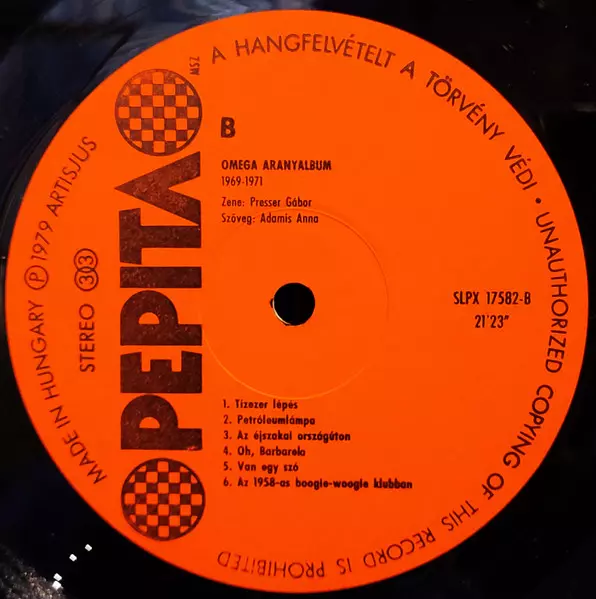 MADE IN HUNGARY Ⓟ 1979 ARTISJUS
A HANGFELVÉTELT A TÖRVÉNY VÉDI • UNAUTHORIZED COPYING OF THIS RECORD IS PROHIBITED
STEREO 33
PEPITA
MSZ
B
OMEGA ARANYALBUM
1969-1971
Zene: Presser Gábor
Szöveg: Adamis Anna
SLPX 17582-B
21'23"
1. Tizezer lépés
2. Petróleumlámpa
3. Az éjszakai országúton
4. Oh, Barbarela
5. Van egy szó
6. Az 1958-as boogie-woogie klubban